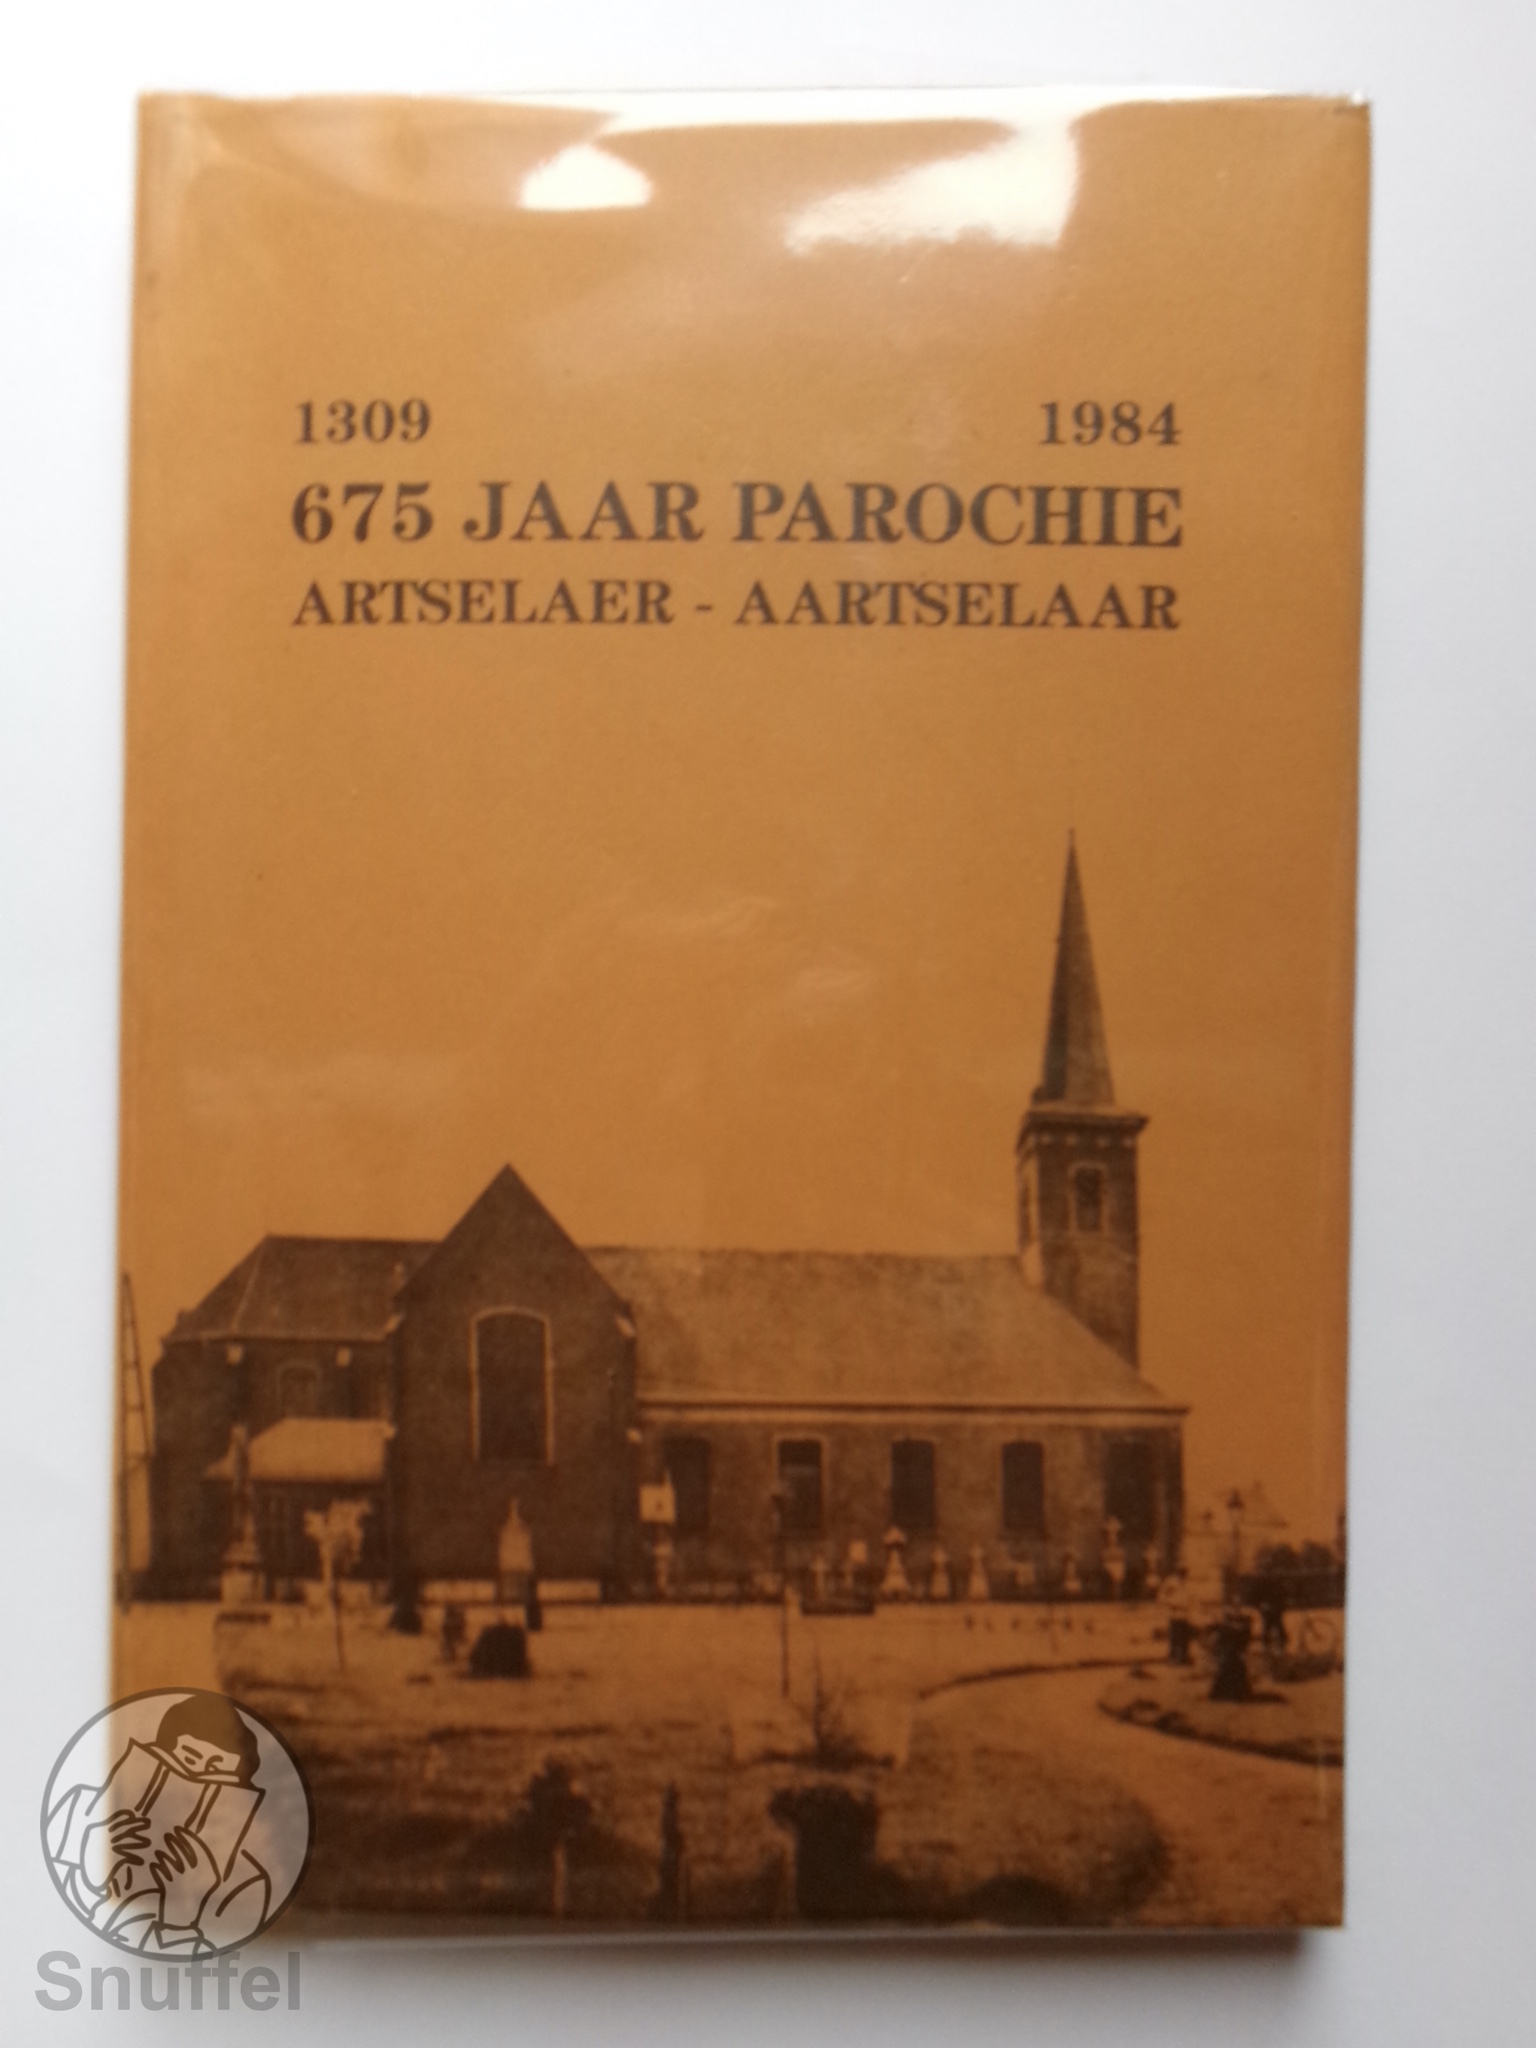 1309 1984
675 JAAR PAROCHIE
ARTSELAER - AARTSELAAR
Snuffel